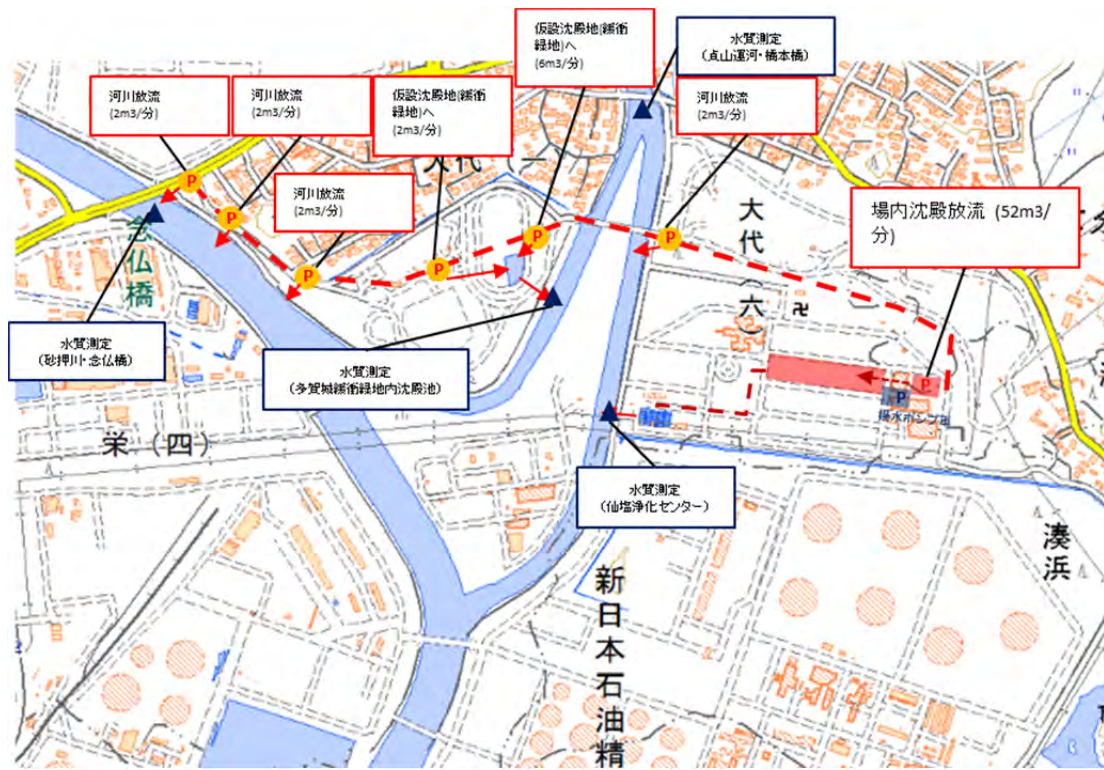 仮設沈殿地(緩衝
緑地)へ
(6m3/分)
水質測定
(貞山運河・橋本橋)
河川放流
(2m3/分)
河川放流
(2m3/分)
仮設沈殿地(緩衝
緑地)へ
(2m3/分)
河川放流
(2m3/分)
河川放流
(2m3/分)
場内沈殿放流 (52m3/
分)
P
P
P
P
P
P
P
P
大代
(六)
念仏橋
水質測定
(砂押川・念仏橋)
水質測定
(多賀城緩衝緑地内沈殿池)
揚水ポンプ室
栄(四)
水質測定
(仙塩浄化センター)
湊浜
新日本石油精